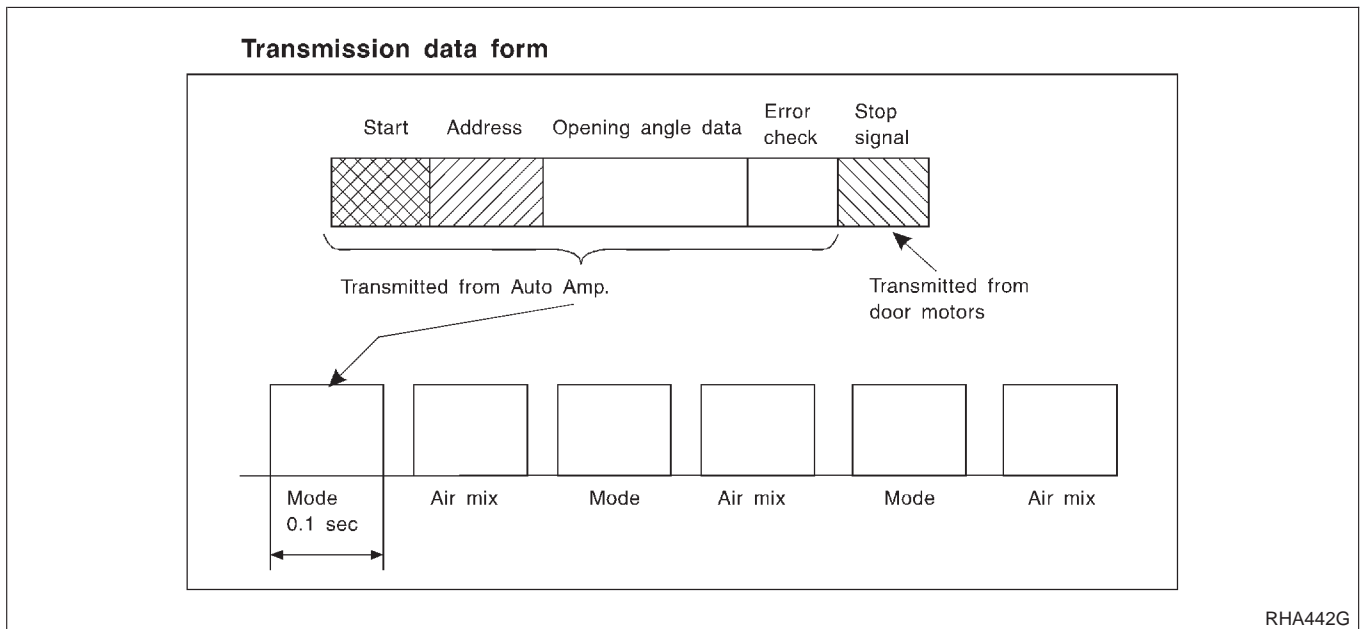 Transmission data form
Start Address Opening angle data Error check Stop signal
Transmitted from Auto Amp.
Transmitted from door motors
Mode 0.1 sec
Air mix
Mode
Air mix
Mode
Air mix
RHA442G